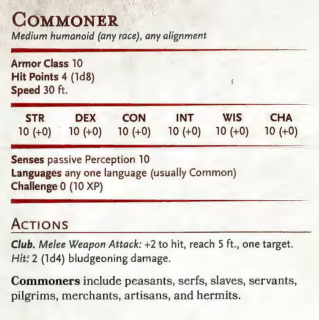 COMMONER
Medium humanoid (any race), any alignment
Armor Class 10
Hit Points 4 (1d8)
Speed 30 ft.
STR DEX CON INT WIS CHA
10 (+0) 10 (+0) 10 (+0) 10 (+0) 10 (+0) 10 (+0)
Senses passive Perception 10
Languages any one language (usually Common)
Challenge 0 (10 XP)
ACTIONS
Club. Melee Weapon Attack: +2 to hit, reach 5 ft., one target.
Hit: 2 (1d4) bludgeoning damage.
Commoners include peasants, serfs, slaves, servants,
pilgrims, merchants, artisans, and hermits.